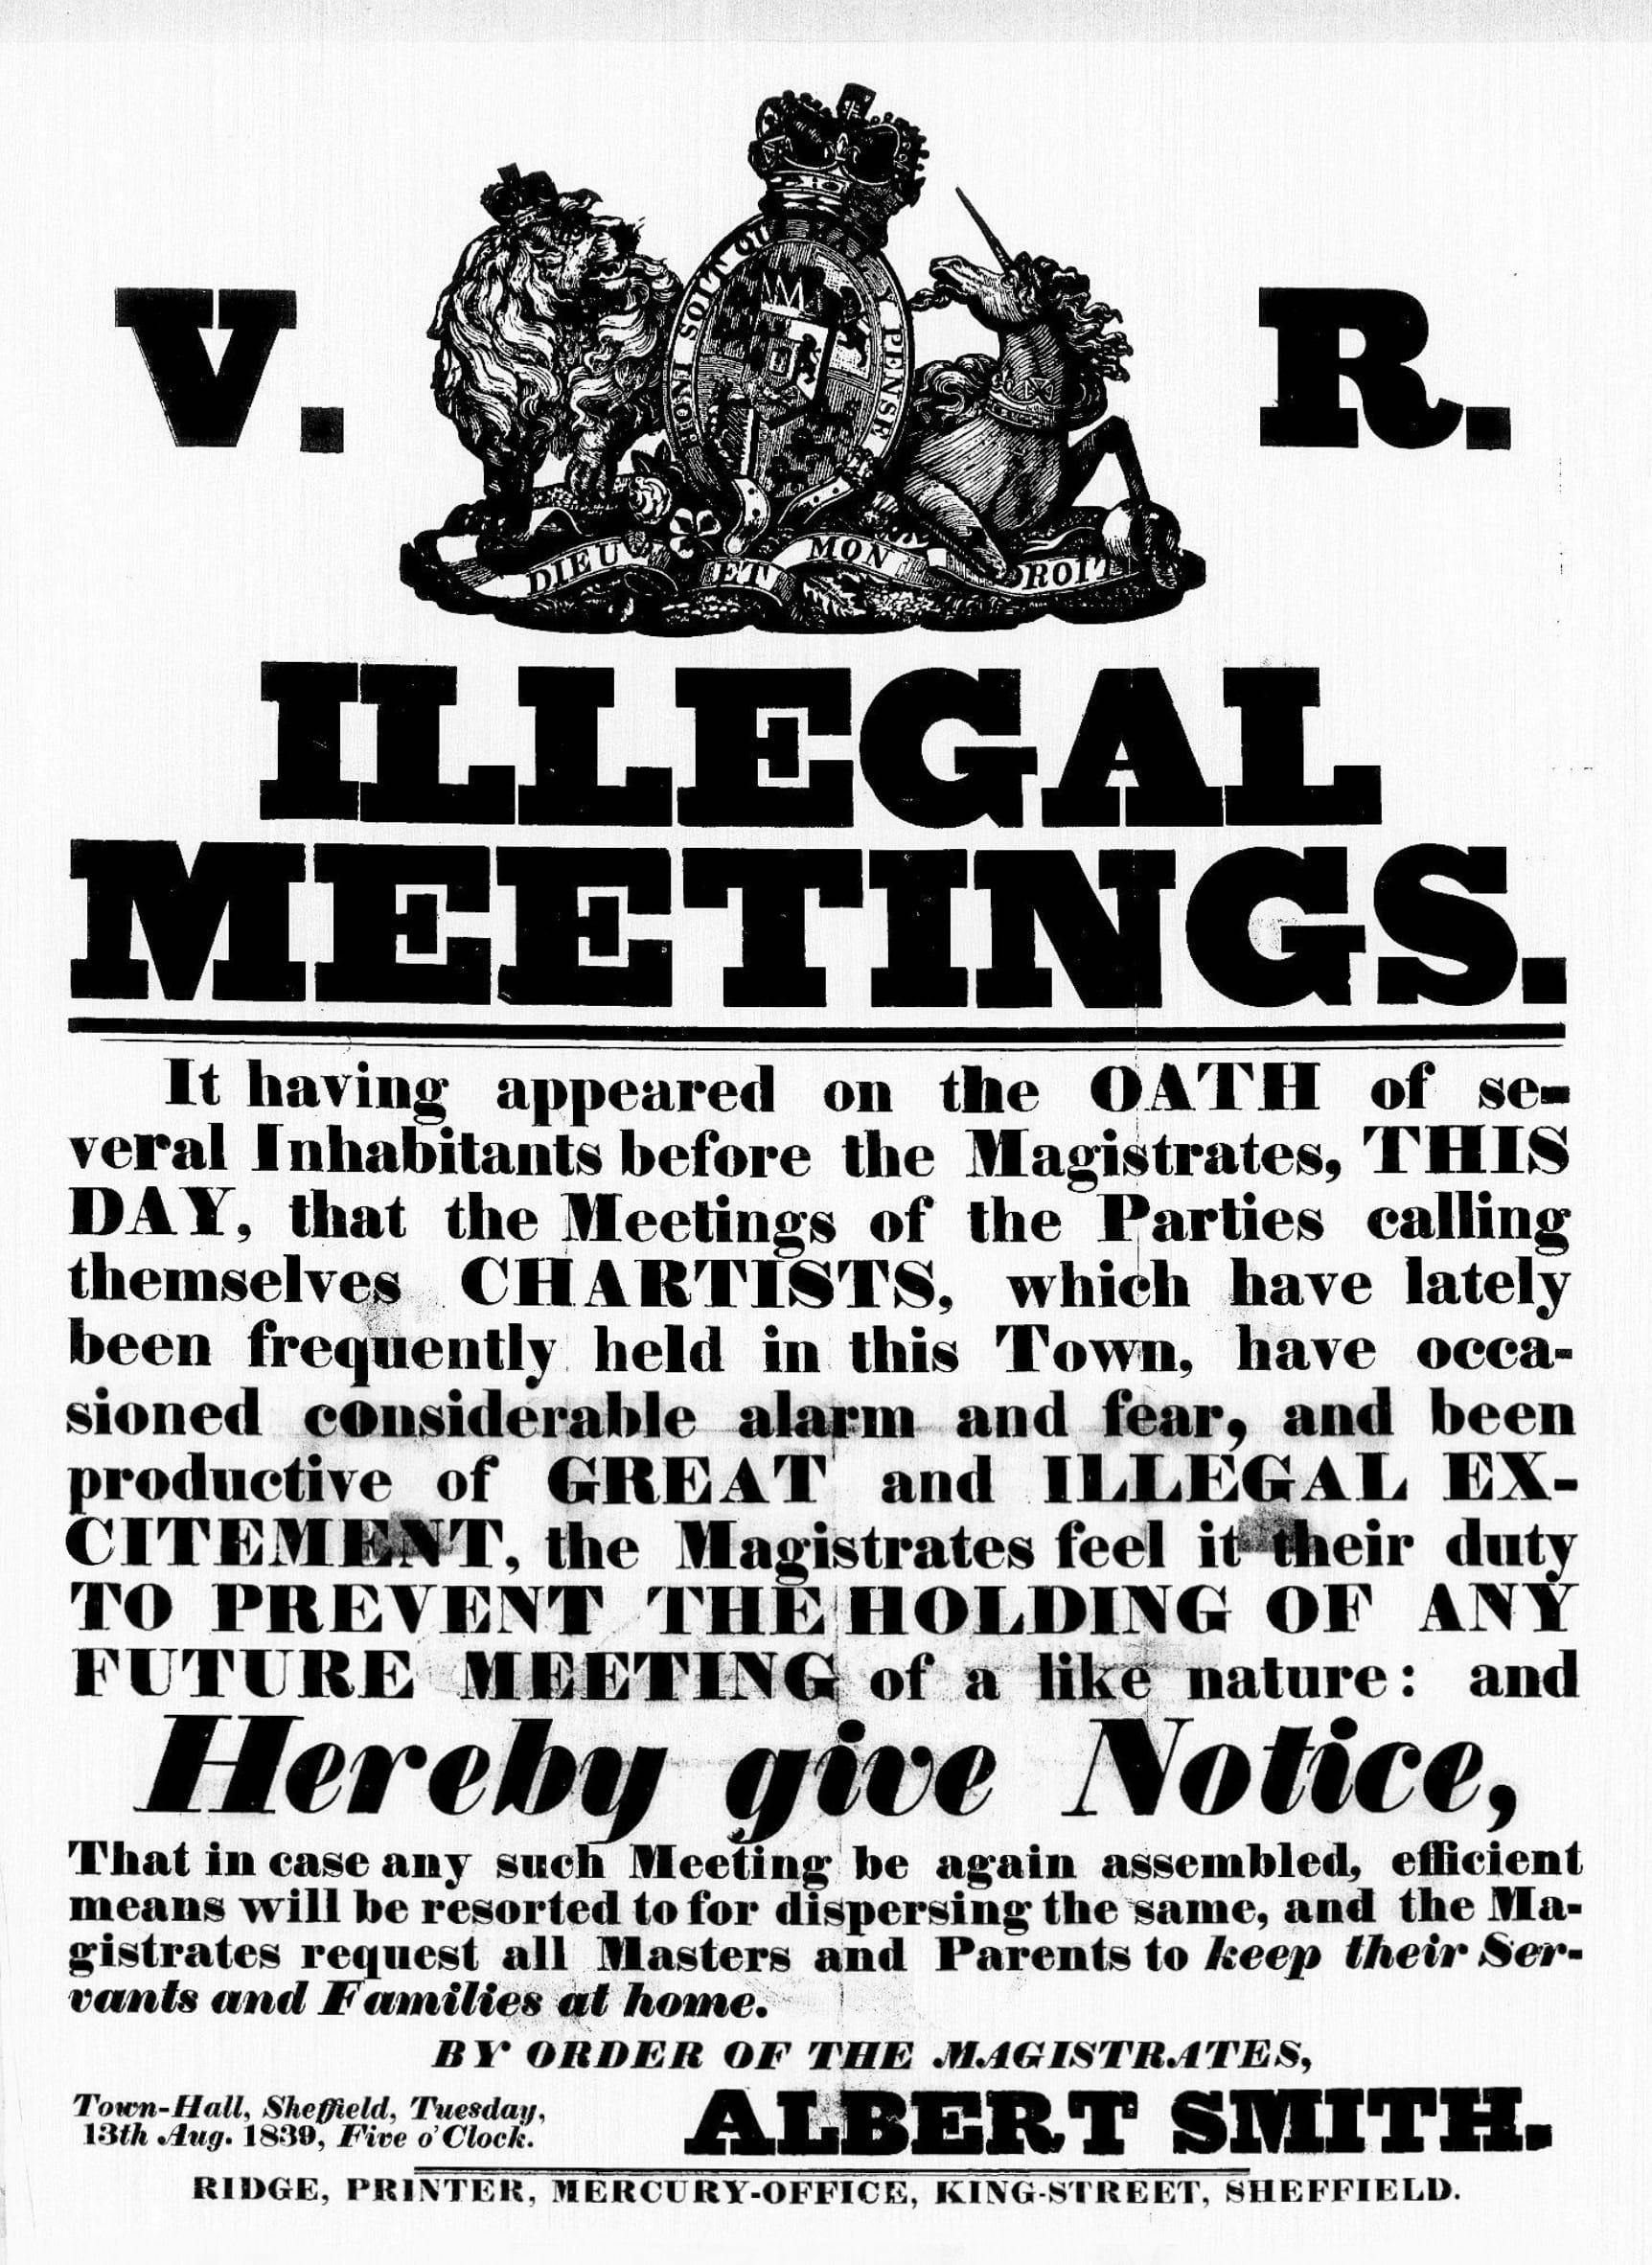 V. R.
HONI SOIT QUI MAL Y PENSE
DIEU ET MON DROIT
ILLEGAL
MEETINGS.
It having appeared on the OATH of se-
veral Inhabitants before the Magistrates, THIS
DAY, that the Meetings of the Parties calling
themselves CHARTISTS, which have lately
been frequently held in this Town, have occa-
sioned considerable alarm and fear, and been
productive of GREAT and ILLEGAL EX-
CITEMENT, the Magistrates feel it their duty
TO PREVENT THE HOLDING OF ANY
FUTURE MEETING of a like nature: and
Hereby give Notice,
That in case any such Meeting be again assembled, efficient
means will be resorted to for dispersing the same, and the Ma-
gistrates request all Masters and Parents to keep their Ser-
vants and Families at home.
BY ORDER OF THE MAGISTRATES,
Town-Hall, Sheffield, Tuesday,
13th Aug. 1839, Five o'Clock.
ALBERT SMITH.
RIDGE, PRINTER, MERCURY-OFFICE, KING-STREET, SHEFFIELD.